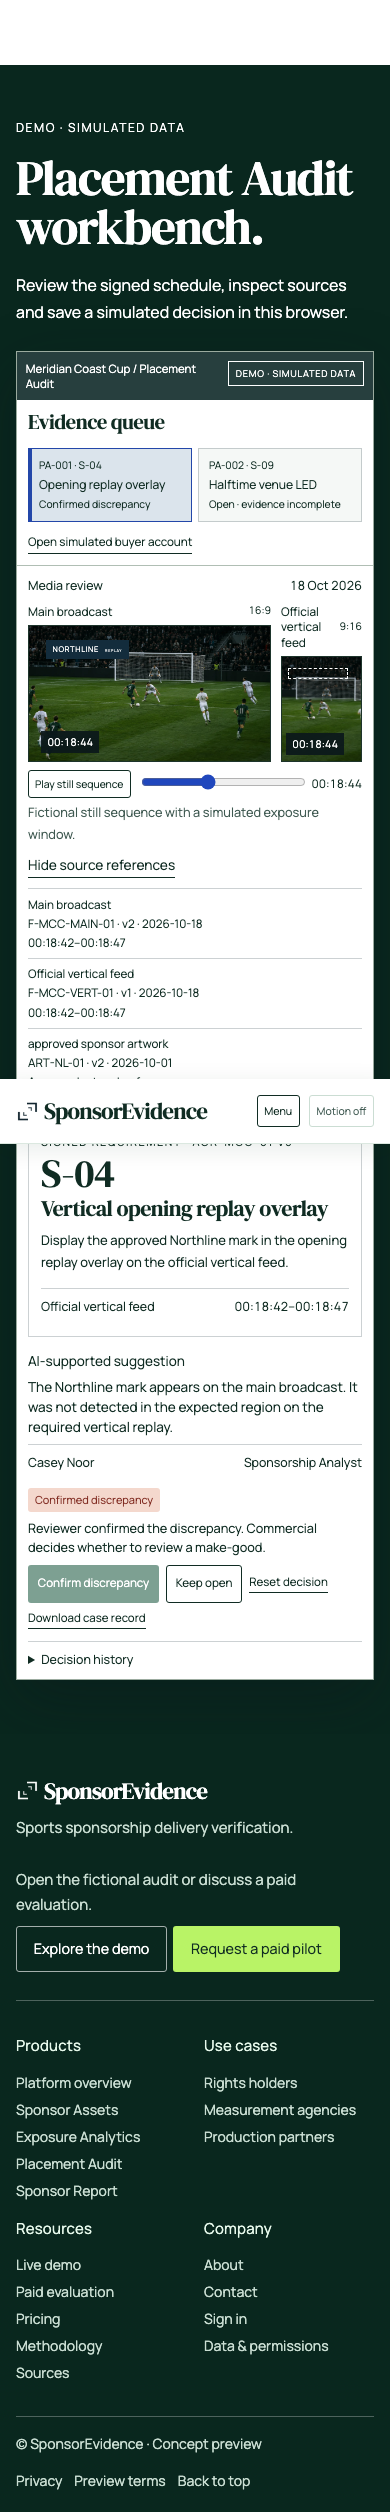 DEMO · SIMULATED DATA
Placement Audit
workbench.
Review the signed schedule, inspect sources
and save a simulated decision in this browser.
Meridian Coast Cup / Placement
Audit
DEMO · SIMULATED DATA
Evidence queue
PA-001 · S-04
Opening replay overlay
Confirmed discrepancy
PA-002 · S-09
Halftime venue LED
Open · evidence incomplete
Open simulated buyer account
Media review
18 Oct 2026
Main broadcast
16:9
Official
vertical
feed
9:16
NORTHLINE REPLAY
00:18:44
00:18:44
Play still sequence
00:18:44
Fictional still sequence with a simulated exposure
window.
Hide source references
Main broadcast
F-MCC-MAIN-01 · v2 · 2026-10-18
00:18:42–00:18:47
Official vertical feed
F-MCC-VERT-01 · v1 · 2026-10-18
00:18:42–00:18:47
approved sponsor artwork
ART-NL-01 · v2 · 2026-10-01
SponsorEvidence
Menu
Motion off
S-04
Vertical opening replay overlay
Display the approved Northline mark in the opening
replay overlay on the official vertical feed.
Official vertical feed
00:18:42–00:18:47
AI-supported suggestion
The Northline mark appears on the main broadcast. It
was not detected in the expected region on the
required vertical replay.
Casey Noor
Sponsorship Analyst
Confirmed discrepancy
Reviewer confirmed the discrepancy. Commercial
decides whether to review a make-good.
Confirm discrepancy
Keep open
Reset decision
Download case record
Decision history
SponsorEvidence
Sports sponsorship delivery verification.
Open the fictional audit or discuss a paid
evaluation.
Explore the demo
Request a paid pilot
Products
Platform overview
Sponsor Assets
Exposure Analytics
Placement Audit
Sponsor Report
Use cases
Rights holders
Measurement agencies
Production partners
Resources
Live demo
Paid evaluation
Pricing
Methodology
Sources
Company
About
Contact
Sign in
Data & permissions
© SponsorEvidence · Concept preview
Privacy
Preview terms
Back to top